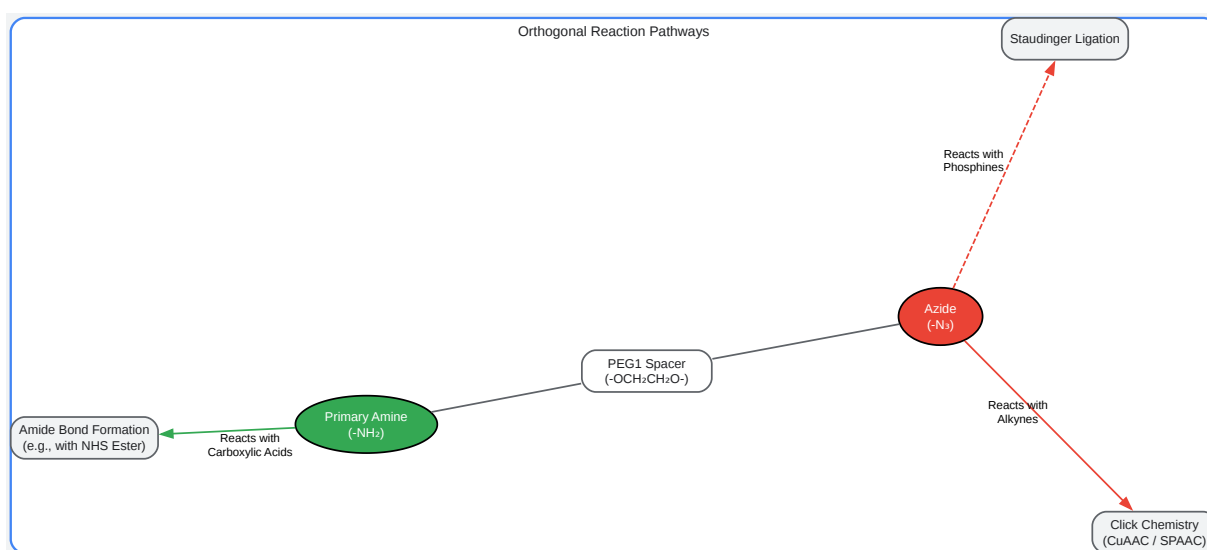 Orthogonal Reaction Pathways
Staudinger Ligation
Reacts with
Phosphines
Azide
(-N₃)
PEG1 Spacer
(-OCH₂CH₂O-)
Primary Amine
(-NH₂)
Reacts with
Carboxylic Acids
Amide Bond Formation
(e.g., with NHS Ester)
Reacts with
Alkynes
Click Chemistry
(CuAAC / SPAAC)